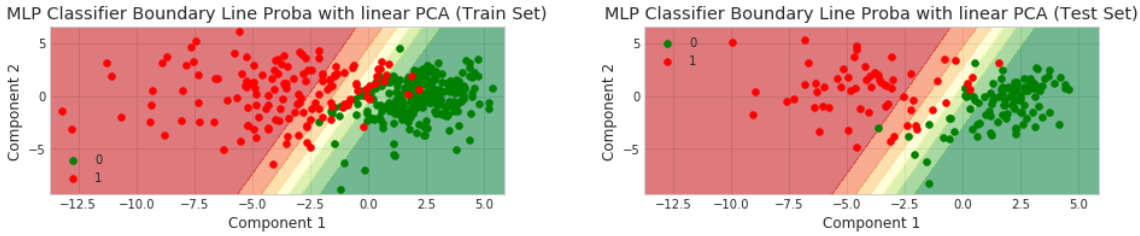 MLP Classifier Boundary Line Proba with linear PCA (Train Set)
5
0
−5
Component 2
0
1
−12.5 −10.0 −7.5 −5.0 −2.5 0.0 2.5 5.0
Component 1
MLP Classifier Boundary Line Proba with linear PCA (Test Set)
0
1
5
0
−5
Component 2
−12.5 −10.0 −7.5 −5.0 −2.5 0.0 2.5 5.0
Component 1